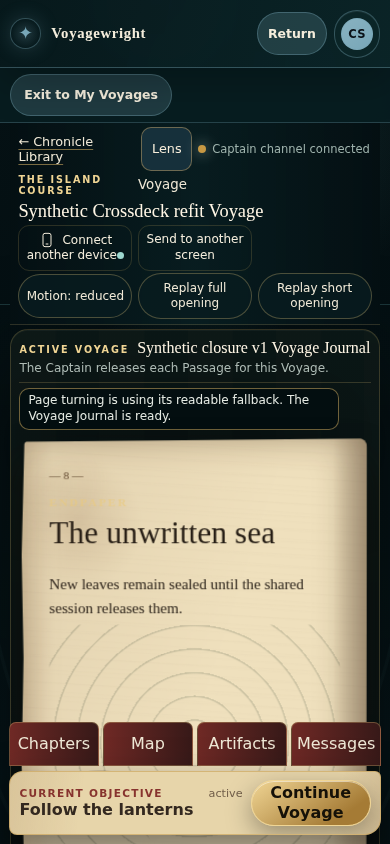 Voyagewright
Return
CS
Exit to My Voyages
← Chronicle
Library
Lens
Captain channel connected
THE ISLAND
COURSE
Voyage
Synthetic Crossdeck refit Voyage
Connect
another device
Send to another
screen
Motion: reduced
Replay full
opening
Replay short
opening
ACTIVE VOYAGE Synthetic closure v1 Voyage Journal
The Captain releases each Passage for this Voyage.
Page turning is using its readable fallback. The
Voyage Journal is ready.
— 8 —
The unwritten sea
New leaves remain sealed until the shared
session releases them.
Chapters
Map
Artifacts
Messages
CURRENT OBJECTIVE
Follow the lanterns
active
Continue
Voyage